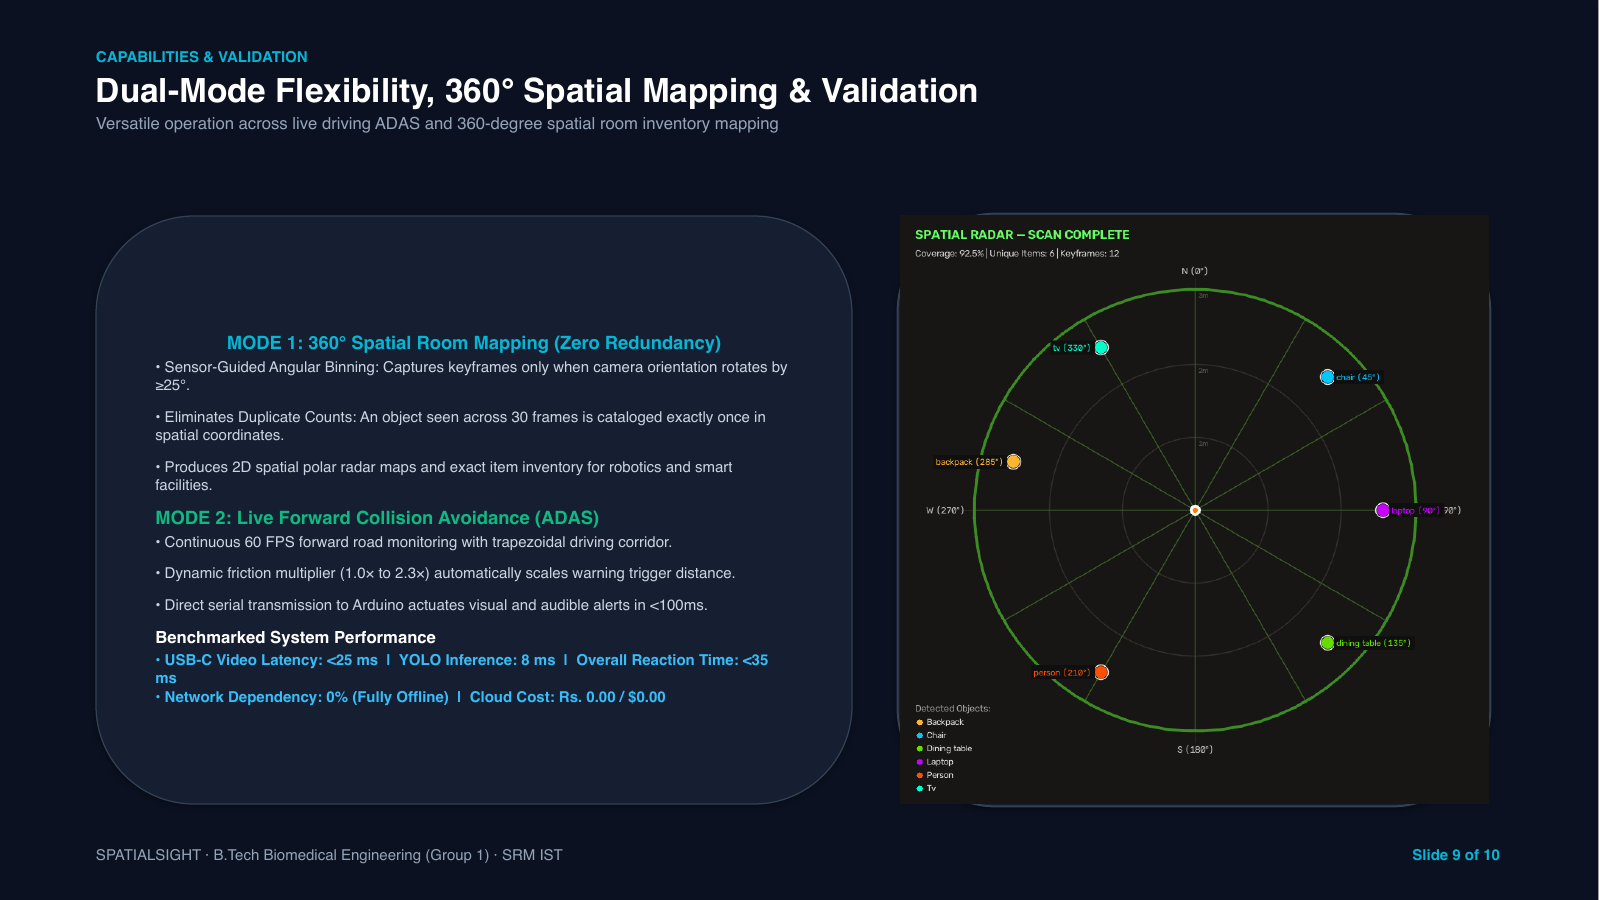 CAPABILITIES & VALIDATION
Dual-Mode Flexibility, 360° Spatial Mapping & Validation
Versatile operation across live driving ADAS and 360-degree spatial room inventory mapping
MODE 1: 360° Spatial Room Mapping (Zero Redundancy)
• Sensor-Guided Angular Binning: Captures keyframes only when camera orientation rotates by
≥25°.
• Eliminates Duplicate Counts: An object seen across 30 frames is cataloged exactly once in
spatial coordinates.
• Produces 2D spatial polar radar maps and exact item inventory for robotics and smart
facilities.
MODE 2: Live Forward Collision Avoidance (ADAS)
• Continuous 60 FPS forward road monitoring with trapezoidal driving corridor.
• Dynamic friction multiplier (1.0× to 2.3×) automatically scales warning trigger distance.
• Direct serial transmission to Arduino actuates visual and audible alerts in <100ms.
Benchmarked System Performance
• USB-C Video Latency: <25 ms | YOLO Inference: 8 ms | Overall Reaction Time: <35
ms
• Network Dependency: 0% (Fully Offline) | Cloud Cost: Rs. 0.00 / $0.00
SPATIAL RADAR – SCAN COMPLETE
Coverage: 92.5% | Unique Items: 6 | Keyframes: 12
N (0°)
3m
tv (330°)
2m
chair (45°)
1m
backpack (285°)
W (270°)
laptop (90°)
90°)
dining table (135°)
person (210°)
S (180°)
Detected Objects:
Backpack
Chair
Dining table
Laptop
Person
Tv
SPATIALSIGHT · B.Tech Biomedical Engineering (Group 1) · SRM IST
Slide 9 of 10